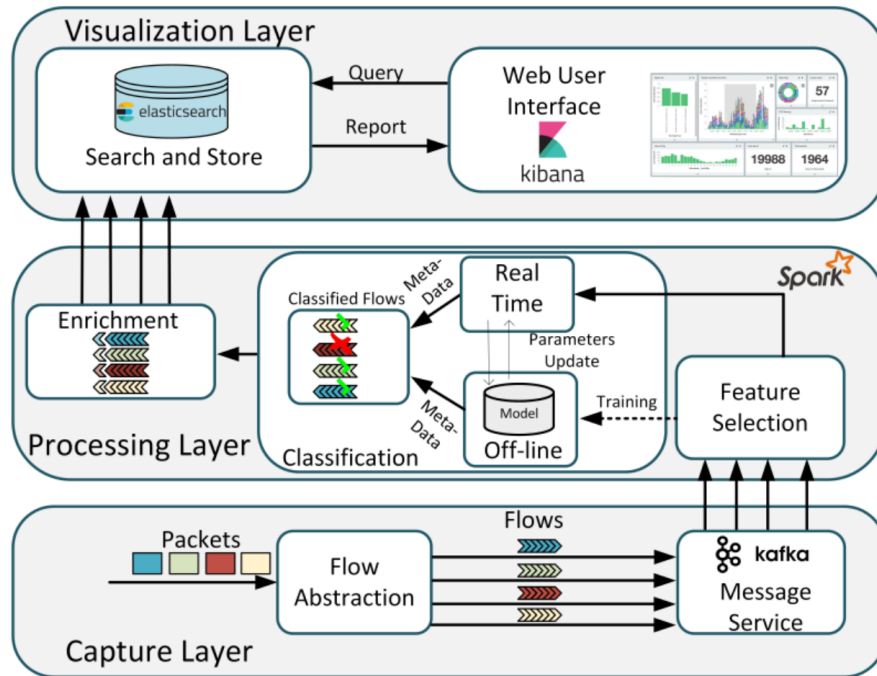 Visualization Layer
elasticsearch
Search and Store
Query
Report
Web User
Interface
kibana
57
19988
1964
Spark
Enrichment
Classified Flows
Meta-
Data
Real
Time
Parameters
Update
Meta-
Data
Model
Off-line
Training
Feature
Selection
Classification
Processing Layer
Packets
Flow
Abstraction
Flows
kafka
Message
Service
Capture Layer